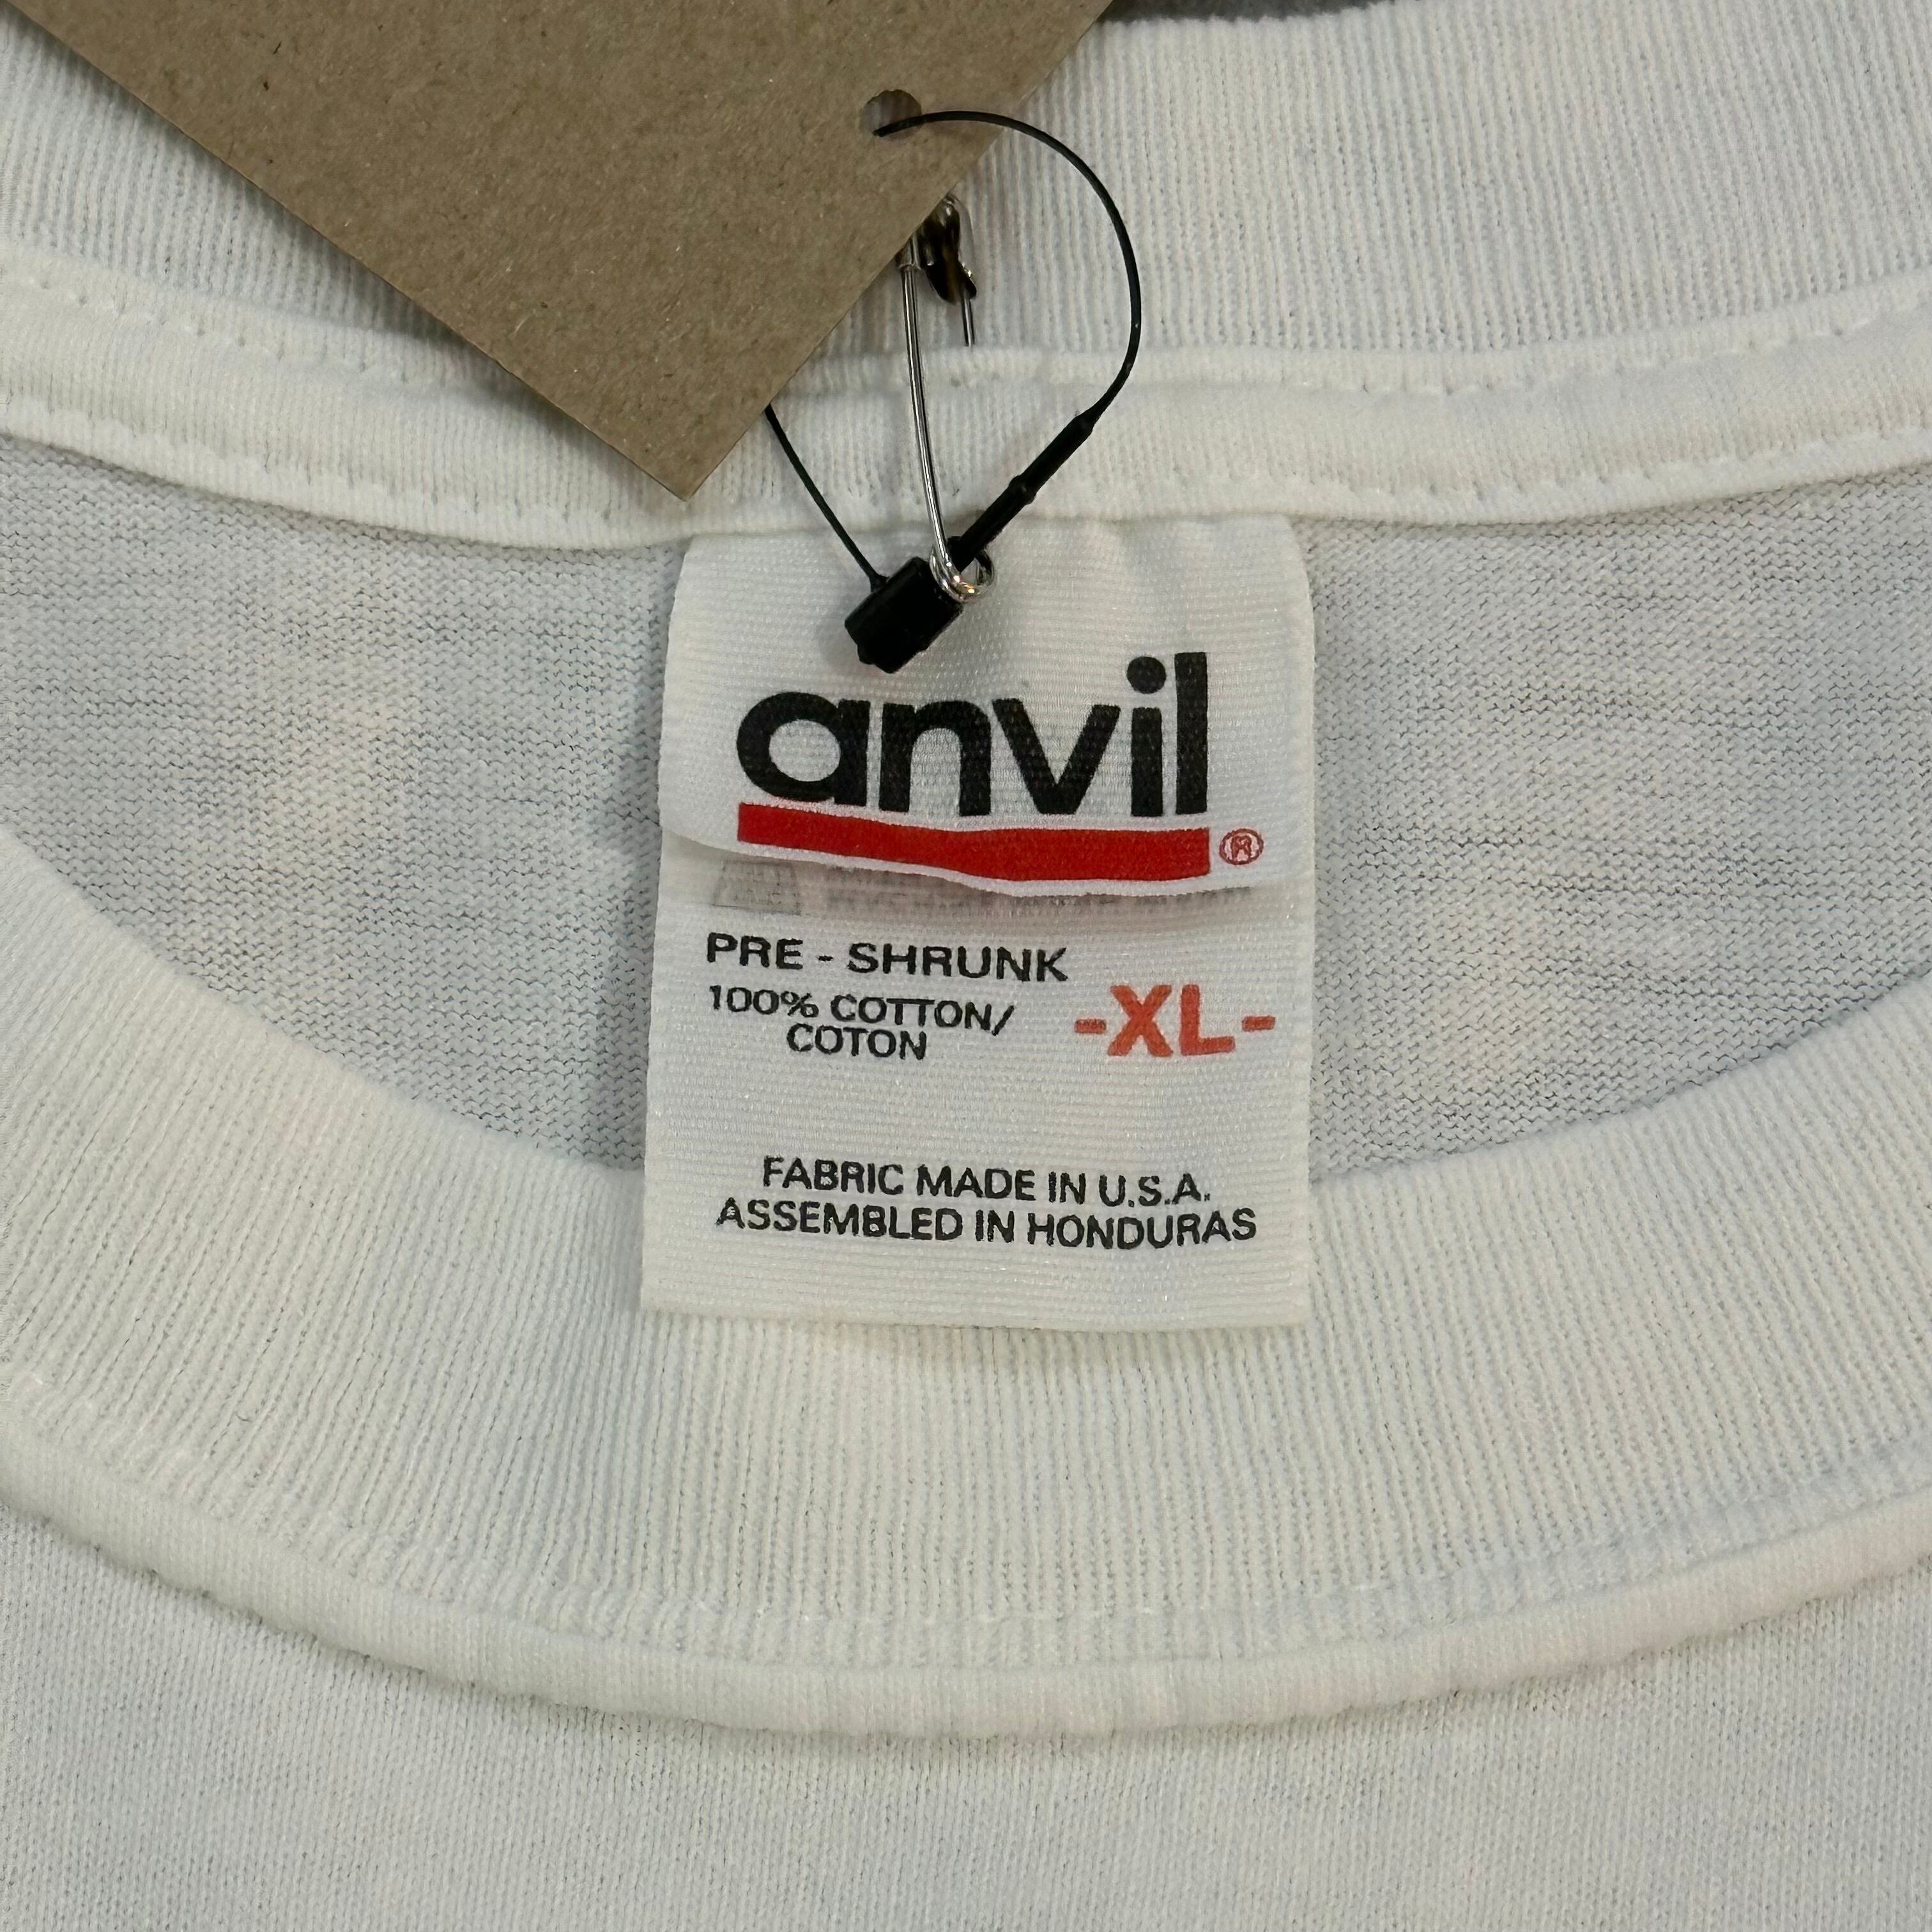 anvil
®
PRE - SHRUNK
100% COTTON/
COTON
-XL-
FABRIC MADE IN U.S.A.
ASSEMBLED IN HONDURAS